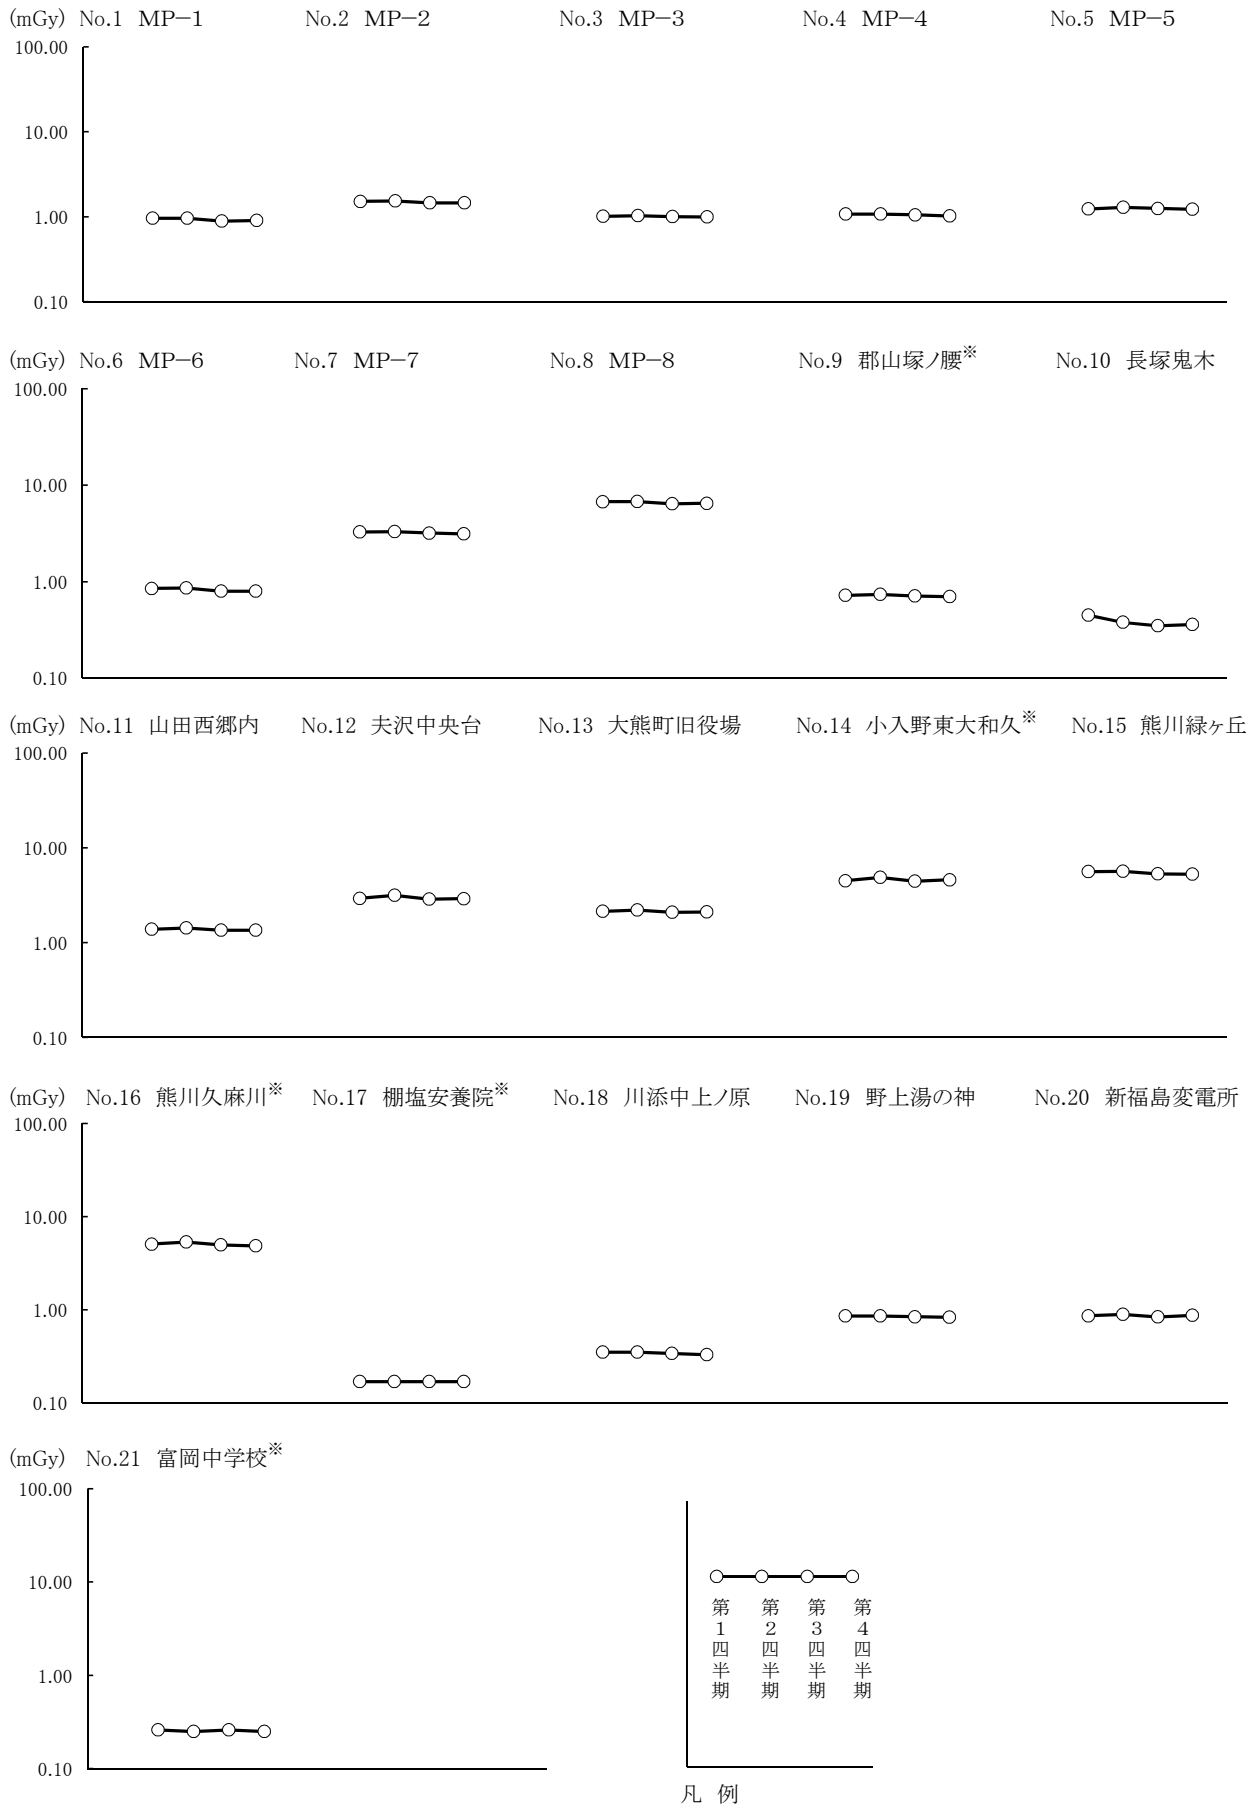 (mGy) No.1 MP−1 No.2 MP−2 No.3 MP−3 No.4 MP−4 No.5 MP−5
100.00
10.00
1.00
0.10
(mGy) No.6 MP−6 No.7 MP−7 No.8 MP−8 No.9 郡山塚ノ腰※ No.10 長塚鬼木
100.00
10.00
1.00
0.10
(mGy) No.11 山田西郷内 No.12 夫沢中央台 No.13 大熊町旧役場 No.14 小入野東大和久※ No.15 熊川緑ヶ丘
100.00
10.00
1.00
0.10
(mGy) No.16 熊川久麻川※ No.17 棚塩安養院※ No.18 川添中上ノ原 No.19 野上湯の神 No.20 新福島変電所
100.00
10.00
1.00
0.10
(mGy) No.21 富岡中学校※
100.00
10.00
1.00
0.10
第1四半期
第2四半期
第3四半期
第4四半期
凡 例